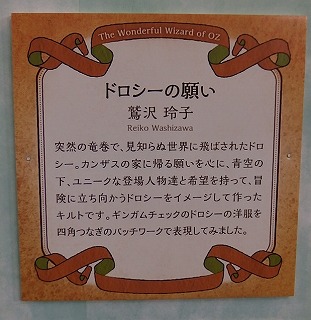 The Wonderful Wizard of OZ
ドロシーの願い
鷲沢 玲子
Reiko Washizawa
突然の竜巻で、見知らぬ世界に飛ばされたドロ
シー。カンザスの家に帰る願いを心に、青空の
下、ユニークな登場人物達と希望を持って、冒
険に立ち向かうドロシーをイメージして作った
キルトです。ギンガムチェックのドロシーの洋服を
四角つなぎのパッチワークで表現してみました。